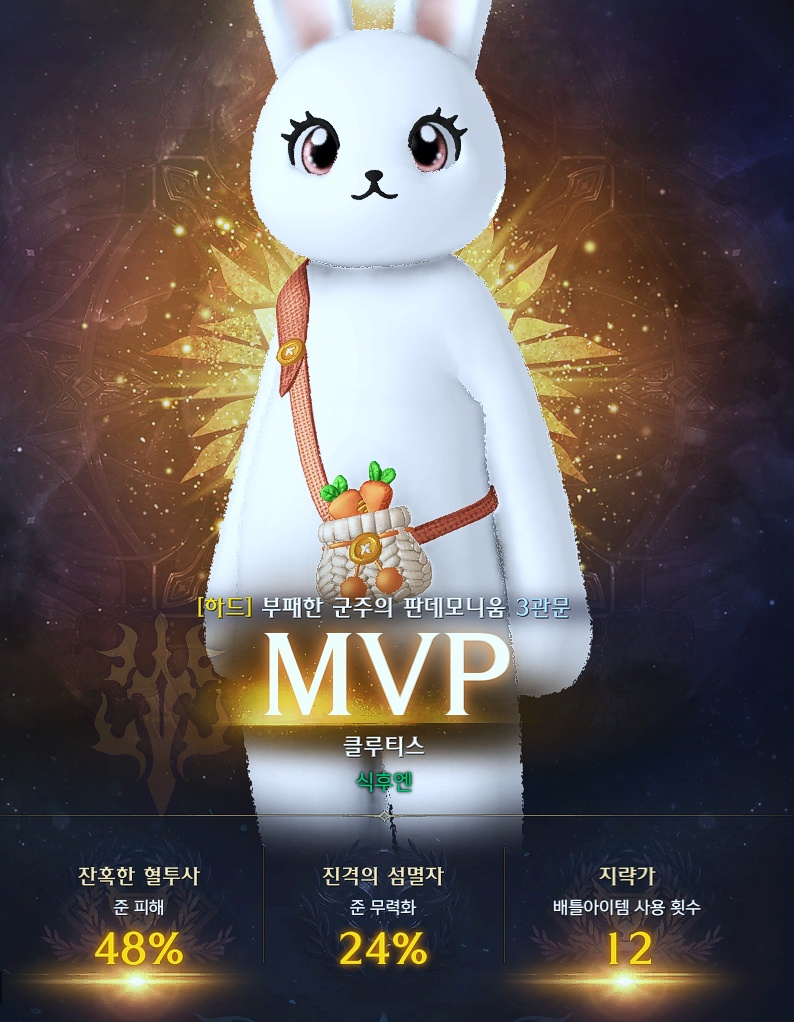 [하드] 부패한 군주의 판데모니움 3관문
MVP
클루티스
식후엔
잔혹한 혈투사
준 피해
48%
진격의 섬멸자
준 무력화
24%
지략가
배틀아이템 사용 횟수
12